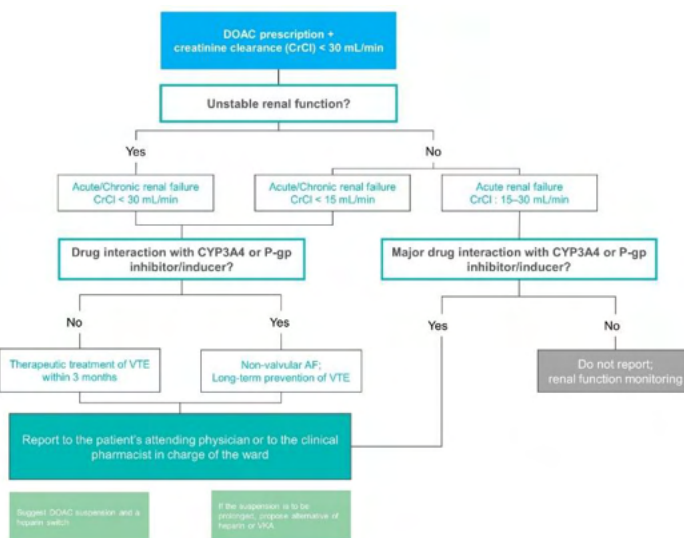 DOAC prescription +
creatinine clearance (CrCl) < 30 mL/min
Unstable renal function?
Yes
No
Acute/Chronic renal failure
CrCl < 30 mL/min
Acute/Chronic renal failure
CrCl < 15 mL/min
Acute renal failure
CrCl : 15–30 mL/min
Drug interaction with CYP3A4 or P-gp
inhibitor/inducer?
Major drug interaction with CYP3A4 or P-gp
inhibitor/inducer?
No
Yes
Yes
No
Therapeutic treatment of VTE
within 3 months
Non-valvular AF;
Long-term prevention of VTE
Do not report;
renal function monitoring
Report to the patient's attending physician or to the clinical
pharmacist in charge of the ward
Suggest DOAC suspension and a
heparin switch
If the suspension is to be
prolonged, propose alternative of
heparin or VKA